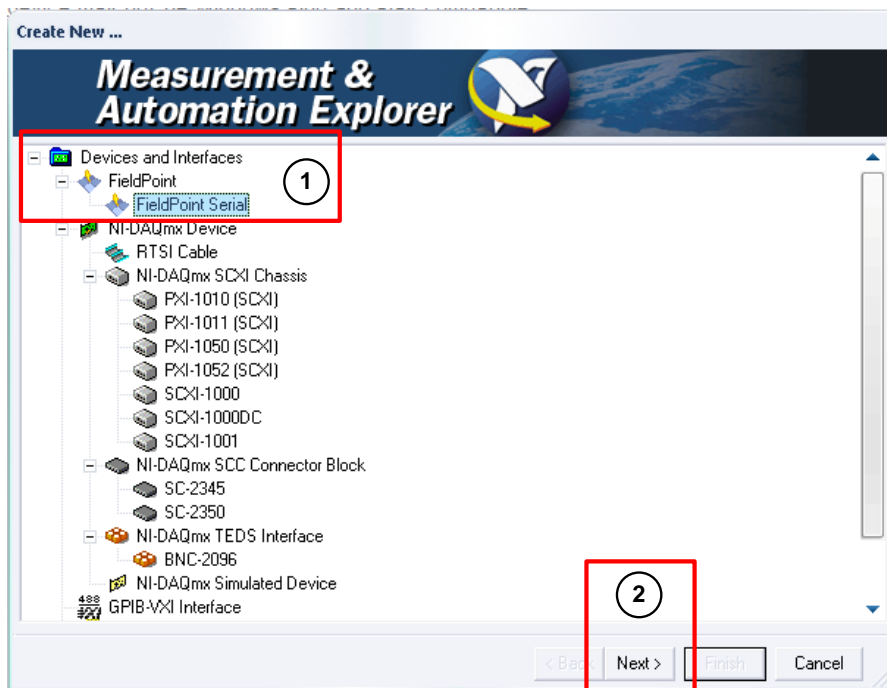 Create New ...
Measurement &
Automation Explorer
Devices and Interfaces
FieldPoint
1
FieldPoint Serial
NI-DAQmx Device
RTSI Cable
NI-DAQmx SCXI Chassis
PXI-1010 (SCXI)
PXI-1011 (SCXI)
PXI-1050 (SCXI)
PXI-1052 (SCXI)
SCXI-1000
SCXI-1000DC
SCXI-1001
NI-DAQmx SCC Connector Block
SC-2345
SC-2350
NI-DAQmx TEDS Interface
BNC-2096
NI-DAQmx Simulated Device
2
488
GPIB-VXI Interface
< Back Next > Finish Cancel